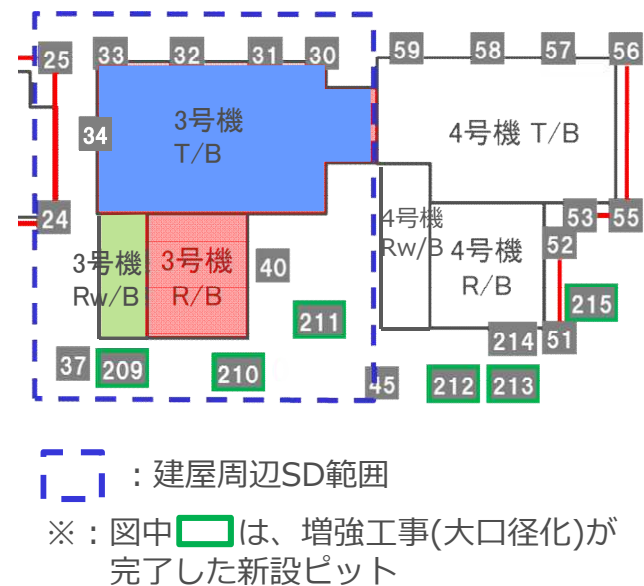 25 33 32 31 30 59 58 57 56
34
3号機
T/B
4号機 T/B
24
3号機
Rw/B
3号機
R/B
40
4号機
Rw/B
4号機
R/B
53 55
52
211
215
214 51
37 209 210 45 212 213
：建屋周辺SD範囲
※：図中 は、増強工事(大口径化)が
完了した新設ピット